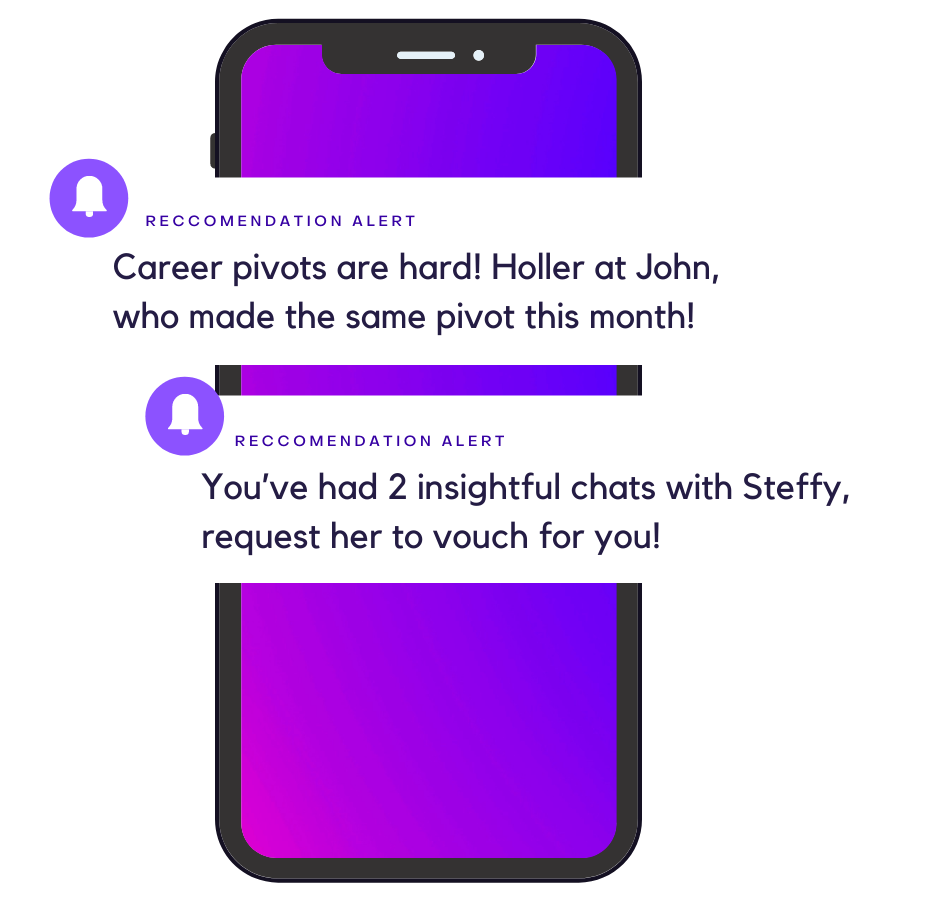 RECCOMENDATION ALERT
Career pivots are hard! Holler at John,
who made the same pivot this month!
RECCOMENDATION ALERT
You’ve had 2 insightful chats with Steffy,
request her to vouch for you!